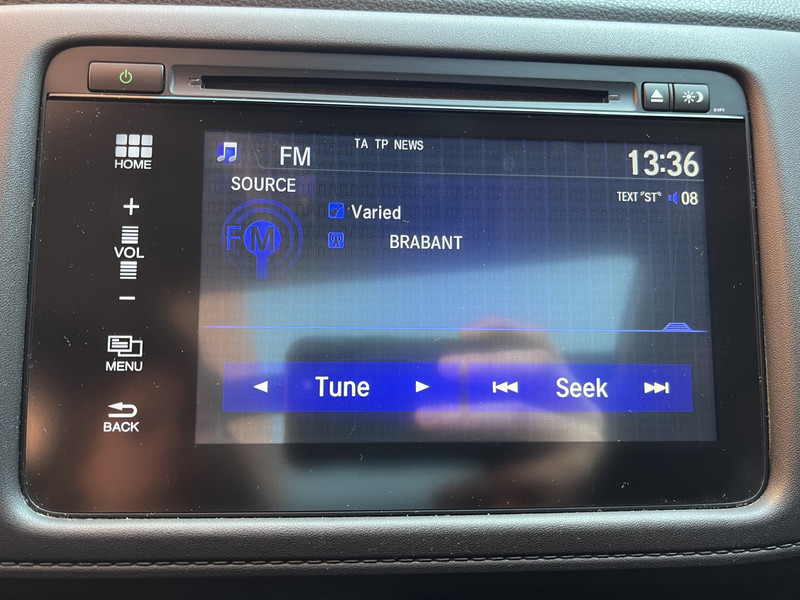 TA TP NEWS
FM
13:36
HOME
SOURCE
TEXT "ST" 08
+
Varied
FM
BRABANT
VOL
−
MENU
Tune
Seek
BACK